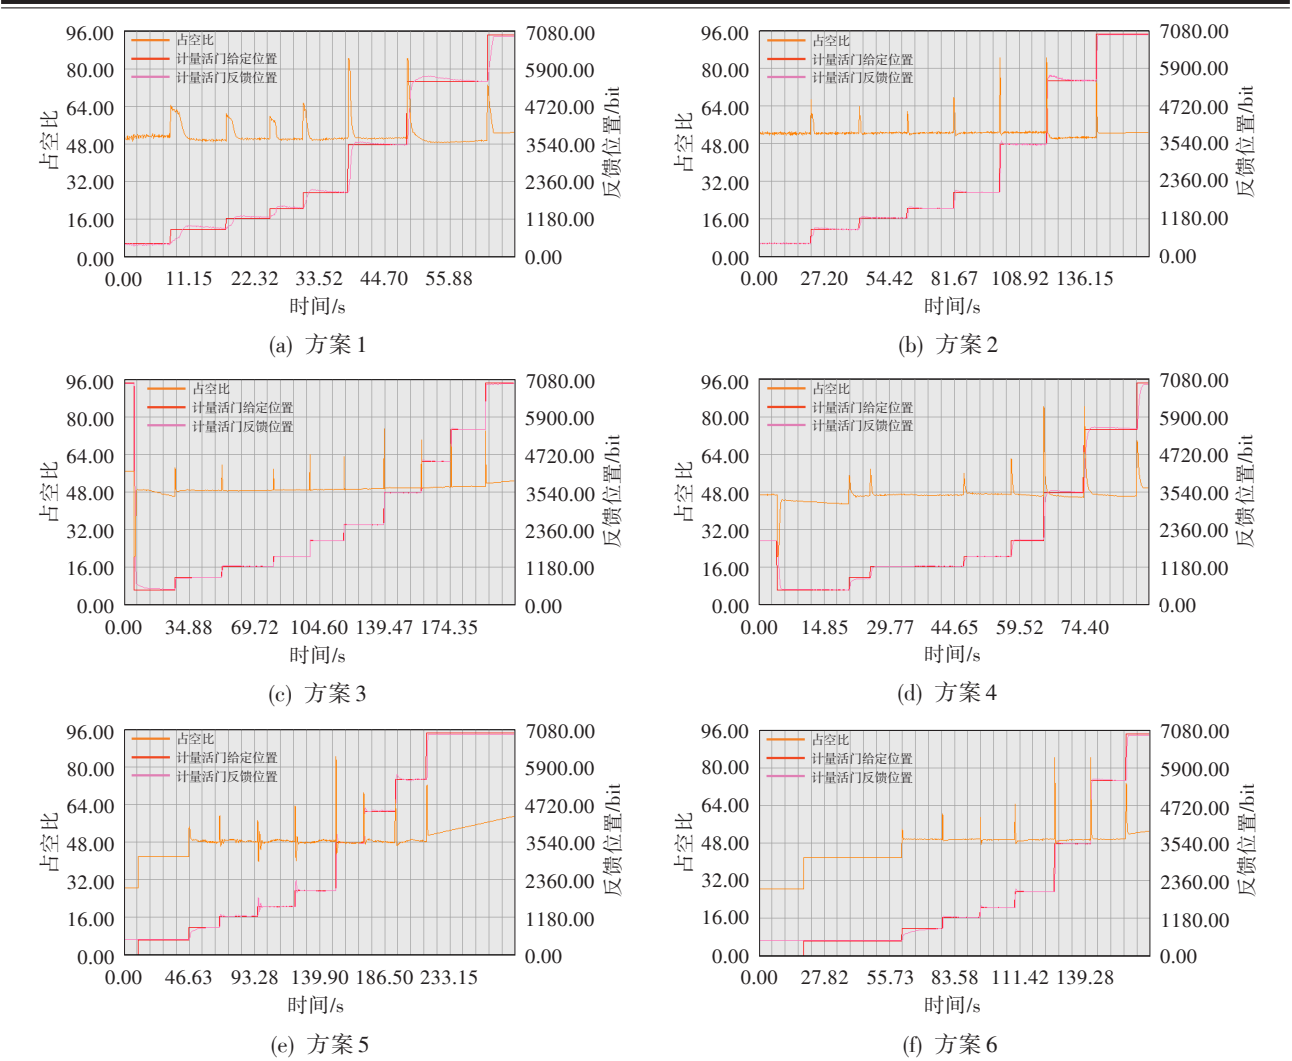 96.00
80.00
64.00
48.00
32.00
16.00
0.00
占空比
占空比
计量活门给定位置
计量活门反馈位置
7080.00
5900.00
4720.00
3540.00
2360.00
1180.00
0.00
反馈位置/bit
0.00 11.15 22.32 33.52 44.70 55.88
时间/s
(a) 方案1
96.00
80.00
64.00
48.00
32.00
16.00
0.00
占空比
占空比
计量活门给定位置
计量活门反馈位置
7080.00
5900.00
4720.00
3540.00
2360.00
1180.00
0.00
反馈位置/bit
0.00 27.20 54.42 81.67 108.92 136.15
时间/s
(b) 方案2
96.00
80.00
64.00
48.00
32.00
16.00
0.00
占空比
占空比
计量活门给定位置
计量活门反馈位置
7080.00
5900.00
4720.00
3540.00
2360.00
1180.00
0.00
反馈位置/bit
0.00 34.88 69.72 104.60 139.47 174.35
时间/s
(c) 方案3
96.00
80.00
64.00
48.00
32.00
16.00
0.00
占空比
占空比
计量活门给定位置
计量活门反馈位置
7080.00
5900.00
4720.00
3540.00
2360.00
1180.00
0.00
反馈位置/bit
0.00 14.85 29.77 44.65 59.52 74.40
时间/s
(d) 方案4
96.00
80.00
64.00
48.00
32.00
16.00
0.00
占空比
占空比
计量活门给定位置
计量活门反馈位置
7080.00
5900.00
4720.00
3540.00
2360.00
1180.00
0.00
反馈位置/bit
0.00 46.63 93.28 139.90 186.50 233.15
时间/s
(e) 方案5
96.00
80.00
64.00
48.00
32.00
16.00
0.00
占空比
占空比
计量活门给定位置
计量活门反馈位置
7080.00
5900.00
4720.00
3540.00
2360.00
1180.00
0.00
反馈位置/bit
0.00 27.82 55.73 83.58 111.42 139.28
时间/s
(f) 方案6